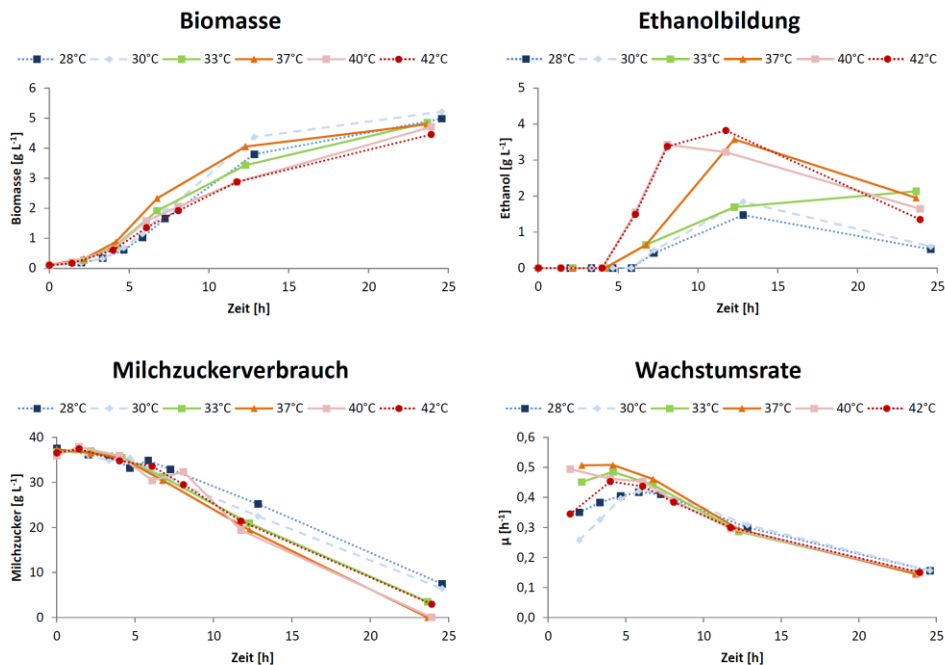 Biomasse
28°C 30°C 33°C 37°C 40°C 42°C
Biomasse [g L-1]
6
5
4
3
2
1
0
0 5 10 15 20 25
Zeit [h]
Ethanolbildung
28°C 30°C 33°C 37°C 40°C 42°C
Ethanol [g L-1]
5
4
3
2
1
0
0 5 10 15 20 25
Zeit [h]
Milchzuckerverbrauch
28°C 30°C 33°C 37°C 40°C 42°C
Milchzucker [g L-1]
40
30
20
10
0
0 5 10 15 20 25
Zeit [h]
Wachstumsrate
28°C 30°C 33°C 37°C 40°C 42°C
µ [h-1]
0,6
0,5
0,4
0,3
0,2
0,1
0,0
0 5 10 15 20 25
Zeit [h]